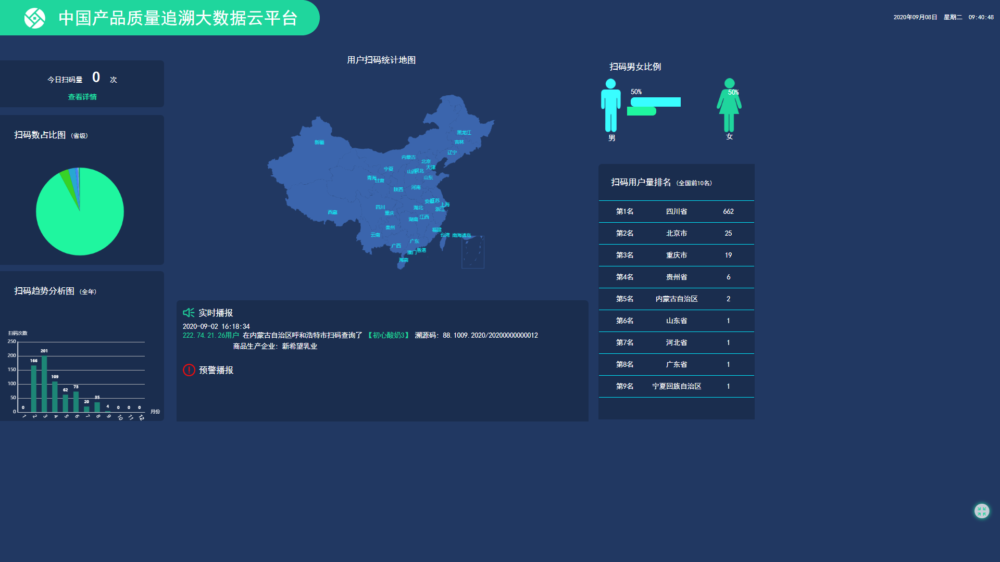 中国产品质量追溯大数据云平台
2020年09月08日 星期二 09:40:48
今日扫码量 0 次
查看详情
扫码数占比图 (省级)
扫码趋势分析图 (全年)
扫码次数
250
200
150
100
50
0
0
166
201
109
62
73
20
35
4
0
0
0
1 2 3 4 5 6 7 8 9 10 11 12
月份
用户扫码统计地图
黑龙江
吉林
辽宁
新疆
内蒙古
北京
天津
宁夏
山西
河北
青海
甘肃
山东
陕西
河南
安徽
江苏
上海
四川
湖北
浙江
西藏
重庆
湖南
江西
贵州
福建
云南
台湾
南海诸岛
广东
广西
澳门
香港
海南
实时播报
2020-09-02 16:18:34
222.74.21.26用户 在内蒙古自治区呼和浩特市扫码查询了 【初心酸奶3】 溯源码: 88.1009.2020/20200000000012
商品生产企业: 新希望乳业
预警播报
扫码男女比例
50%
50%
男
女
扫码用户量排名 (全国前10名)
第1名 四川省 662
第2名 北京市 25
第3名 重庆市 19
第4名 贵州省 6
第5名 内蒙古自治区 2
第6名 山东省 1
第7名 河北省 1
第8名 广东省 1
第9名 宁夏回族自治区 1